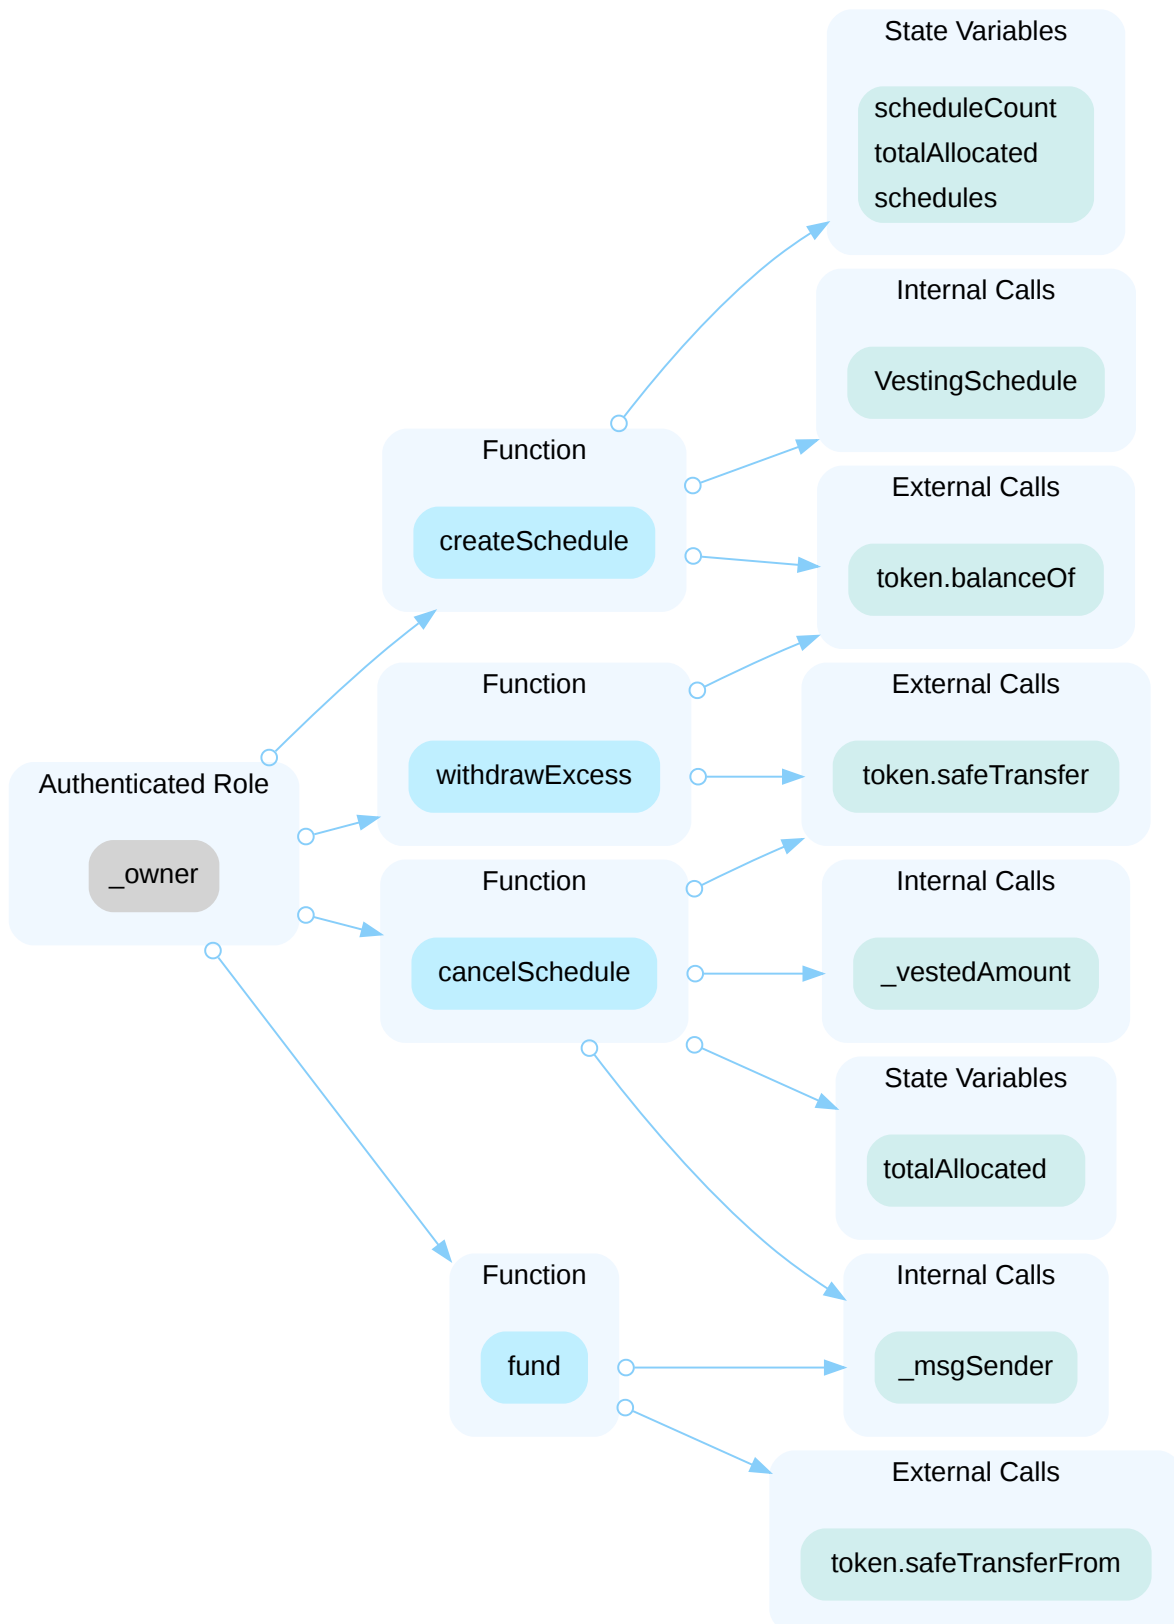 State Variables
scheduleCount
totalAllocated
schedules
Internal Calls
VestingSchedule
Function
createSchedule
External Calls
token.balanceOf
Function
withdrawExcess
External Calls
token.safeTransfer
Authenticated Role
_owner
Function
cancelSchedule
Internal Calls
_vestedAmount
State Variables
totalAllocated
Function
fund
Internal Calls
_msgSender
External Calls
token.safeTransferFrom